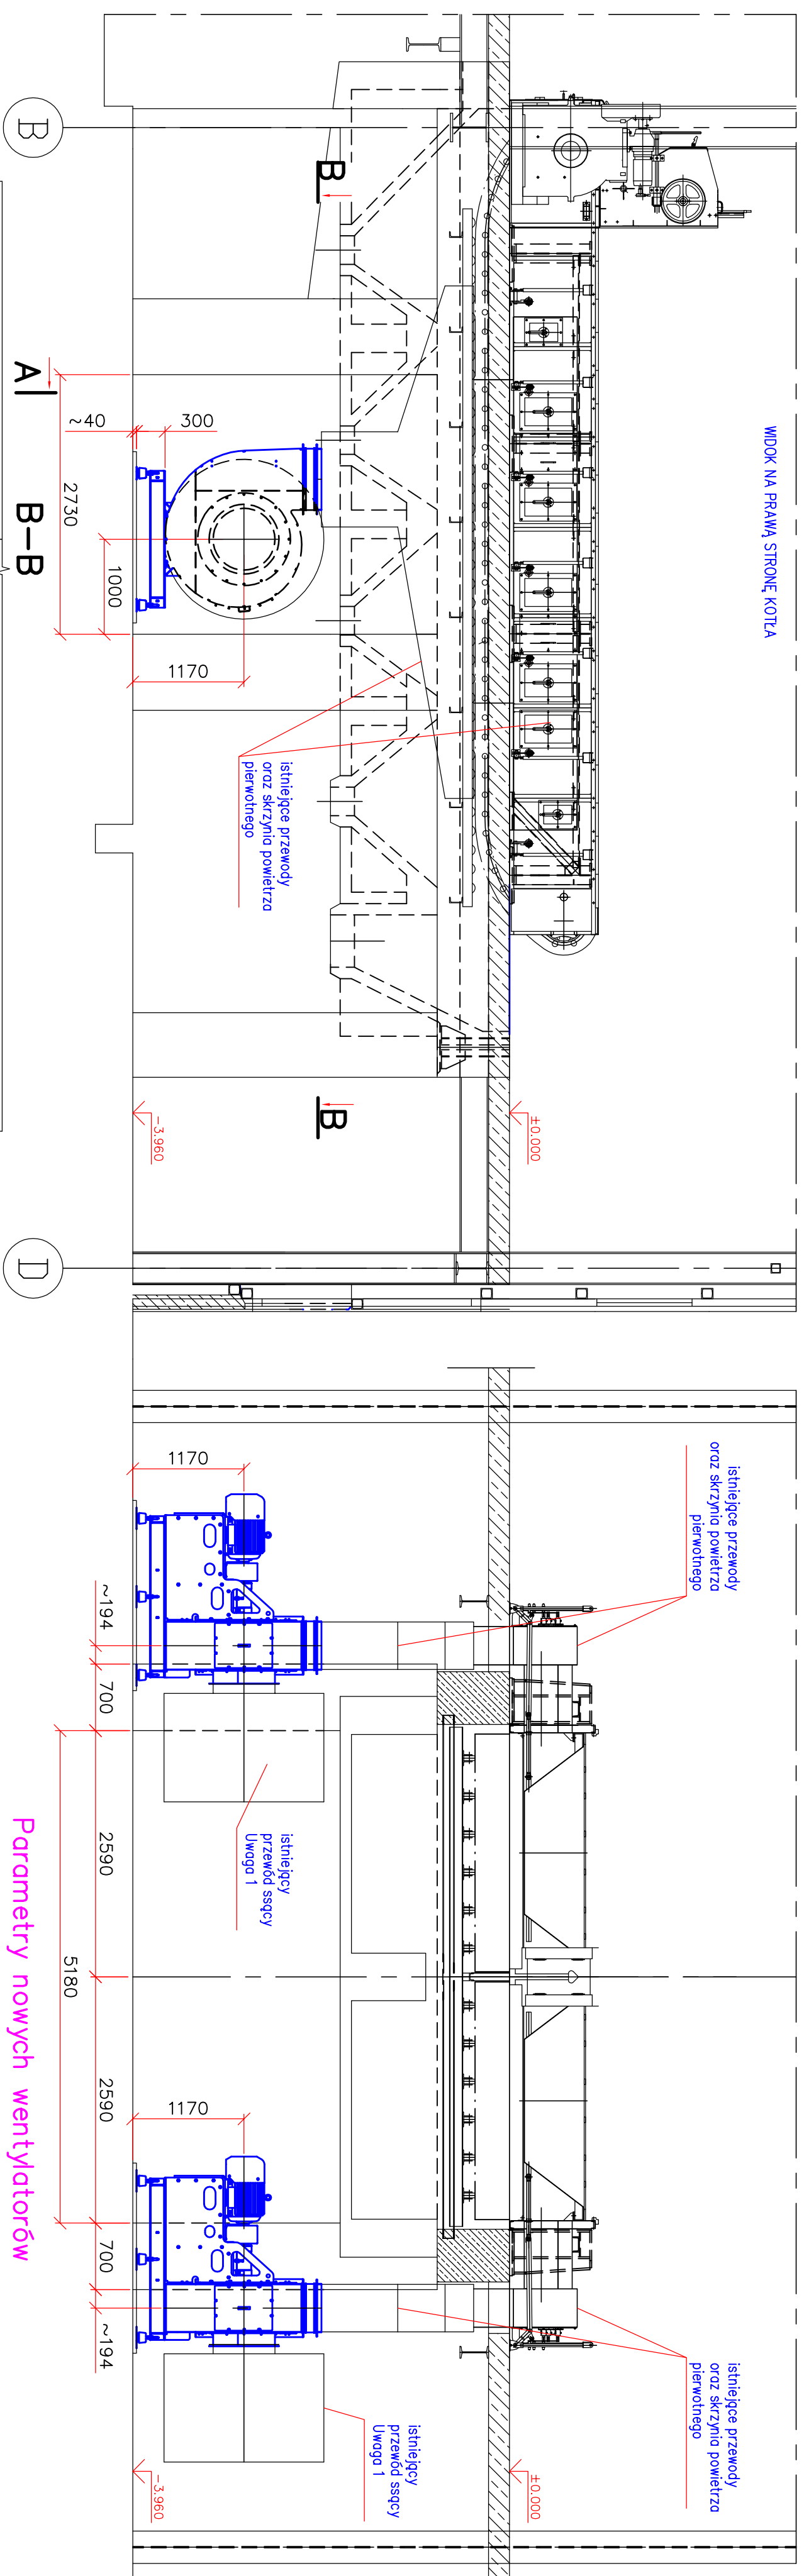 WIDOK NA PRAWĄ STRONĘ KOTŁA
B
B
A
B-B
~40
300
2730
1000
1170
istniejące przewody
oraz skrzynia powietrza
pierwotnego
B
±0.000
-3.960
D
istniejące przewody
oraz skrzynia powietrza
pierwotnego
1170
~194
700
2590
5180
2590
700
~194
1170
istniejący
przewód ssący
Uwaga 1
istniejące przewody
oraz skrzynia powietrza
pierwotnego
istniejący
przewód ssący
Uwaga 1
±0.000
-3.960
Parametry nowych wentylatorów